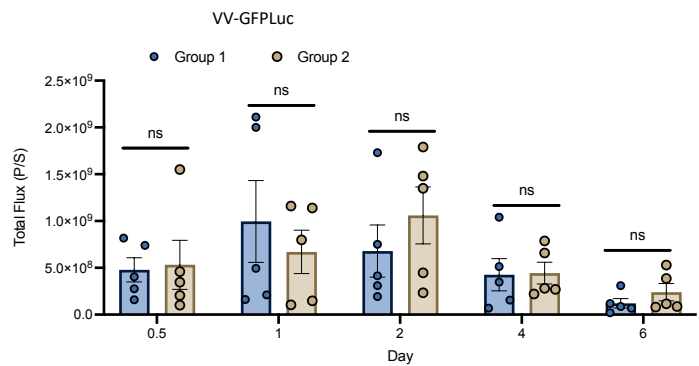 VV-GFPLuc
Group 1 Group 2
2.5×10⁹
2.0×10⁹
1.5×10⁹
1.0×10⁹
5.0×10⁸
0.0
Total Flux (P/S)
ns ns ns ns ns
0.5 1 2 4 6
Day